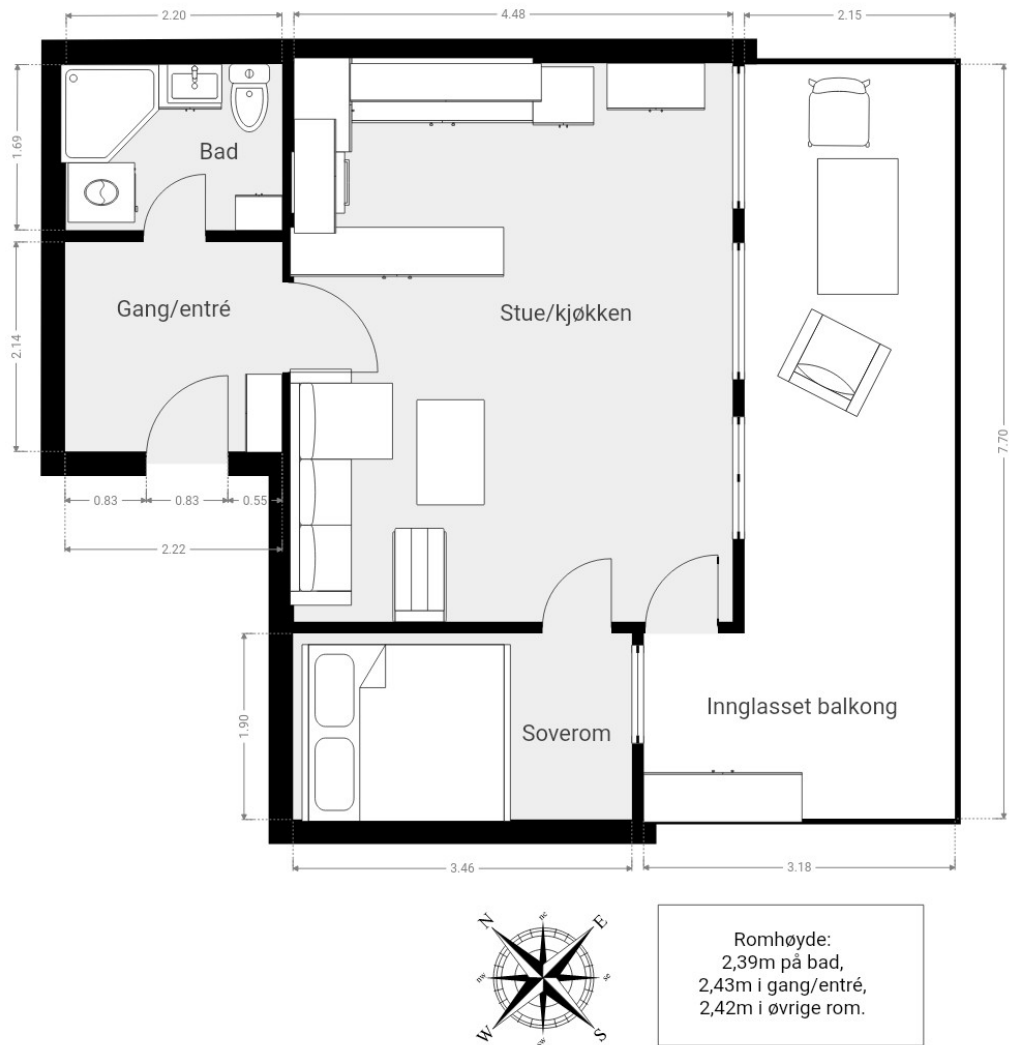 2.20
4.48
2.15
1.69
Bad
Gang/entré
Stue/kjøkken
2.14
7.70
0.83
0.83
0.55
2.22
1.90
Soverom
Innglasset balkong
3.46
3.18
N
ne
E
nw
se
W
sw
S
Romhøyde:
2,39m på bad,
2,43m i gang/entré,
2,42m i øvrige rom.